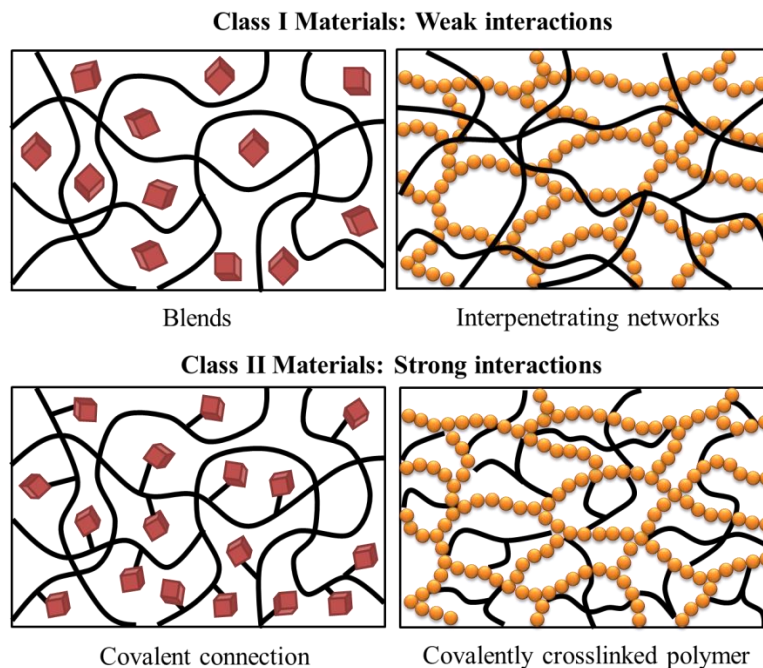 Class I Materials: Weak interactions
Blends
Interpenetrating networks
Class II Materials: Strong interactions
Covalent connection
Covalently crosslinked polymer